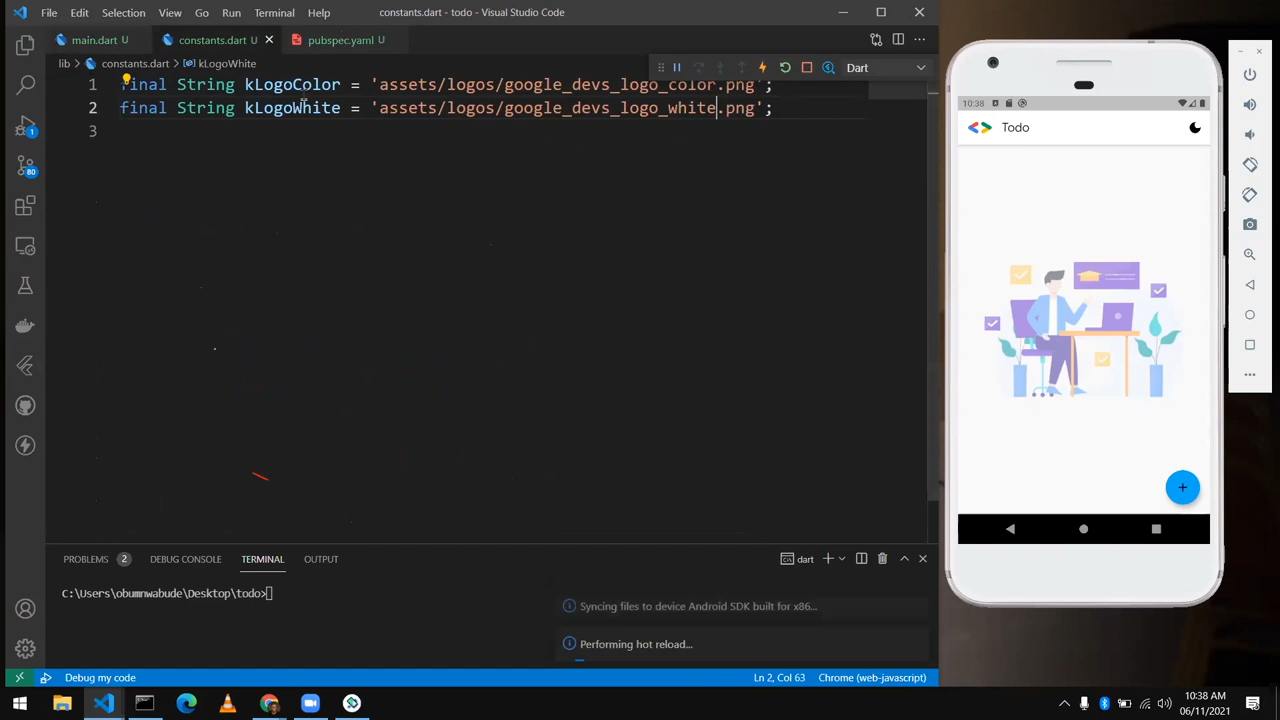 File Edit Selection View Go Run Terminal Help
constants.dart - todo - Visual Studio Code
main.dart U
constants.dart U
pubspec.yaml U
lib > constants.dart > kLogoWhite
Dart
1 final String kLogoColor = 'assets/logos/google_devs_logo_color.png';
2 final String kLogoWhite = 'assets/logos/google_devs_logo_white.png';
3
1
80
10:38
Todo
PROBLEMS 2 DEBUG CONSOLE TERMINAL OUTPUT
dart
C:\Users\obumnwabude\Desktop\todo>
Syncing files to device Android SDK built for x86...
Performing hot reload...
Debug my code
Ln 2, Col 63
Chrome (web-javascript)
10:38 AM
06/11/2021